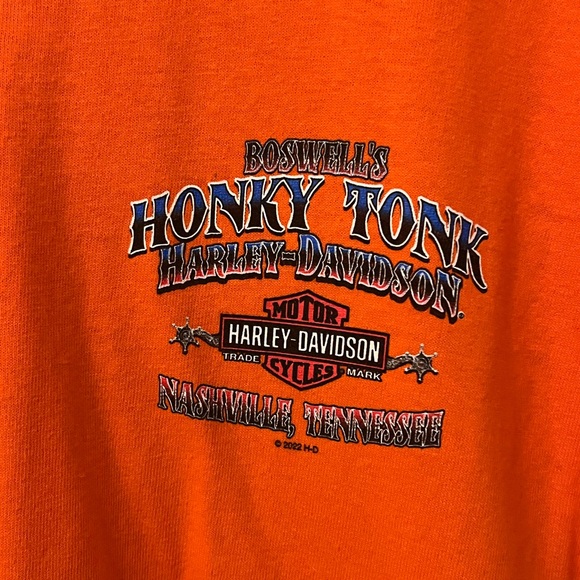 BOSWELL'S
HONKY TONK
HARLEY-DAVIDSON.
MOTOR
HARLEY-DAVIDSON
TRADE MARK
CYCLES
NASHVILLE, TENNESSEE
© 2022 H-D